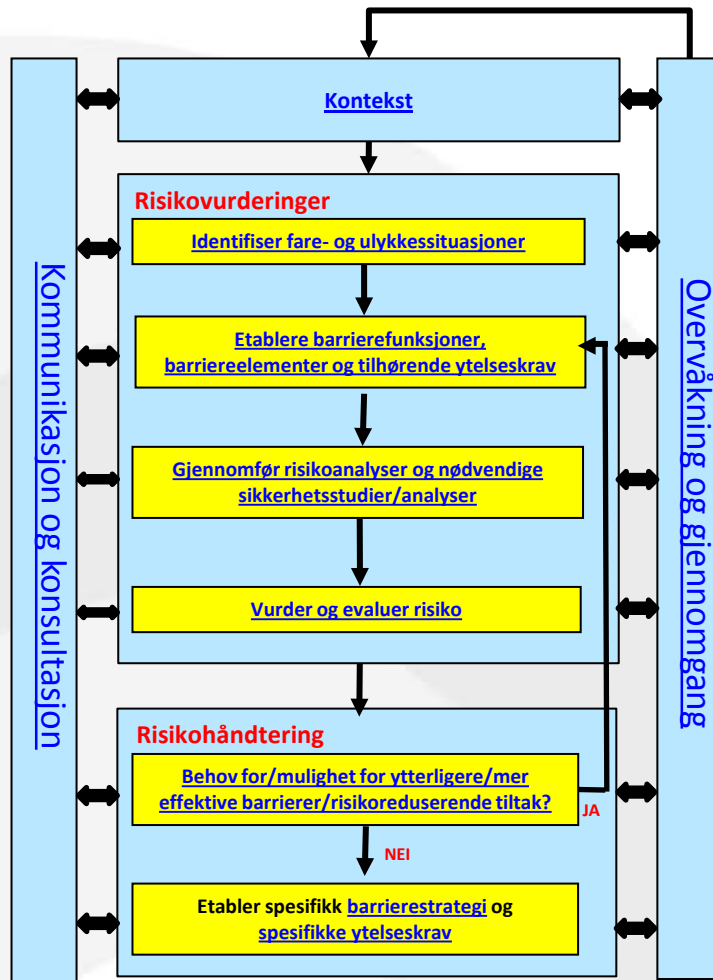 Kontekst
Kommunikasjon og konsultasjon
Overvåkning og gjennomgang
Risikovurderinger
Identifiser fare- og ulykkessituasjoner
Etablere barrierefunksjoner,
barriereelementer og tilhørende ytelseskrav
Gjennomfør risikoanalyser og nødvendige
sikkerhetsstudier/analyser
Vurder og evaluer risiko
Risikohåndtering
Behov for/mulighet for ytterligere/mer
effektive barrierer/risikoreduserende tiltak?
JA
NEI
Etabler spesifikk barrierestrategi og
spesifikke ytelseskrav